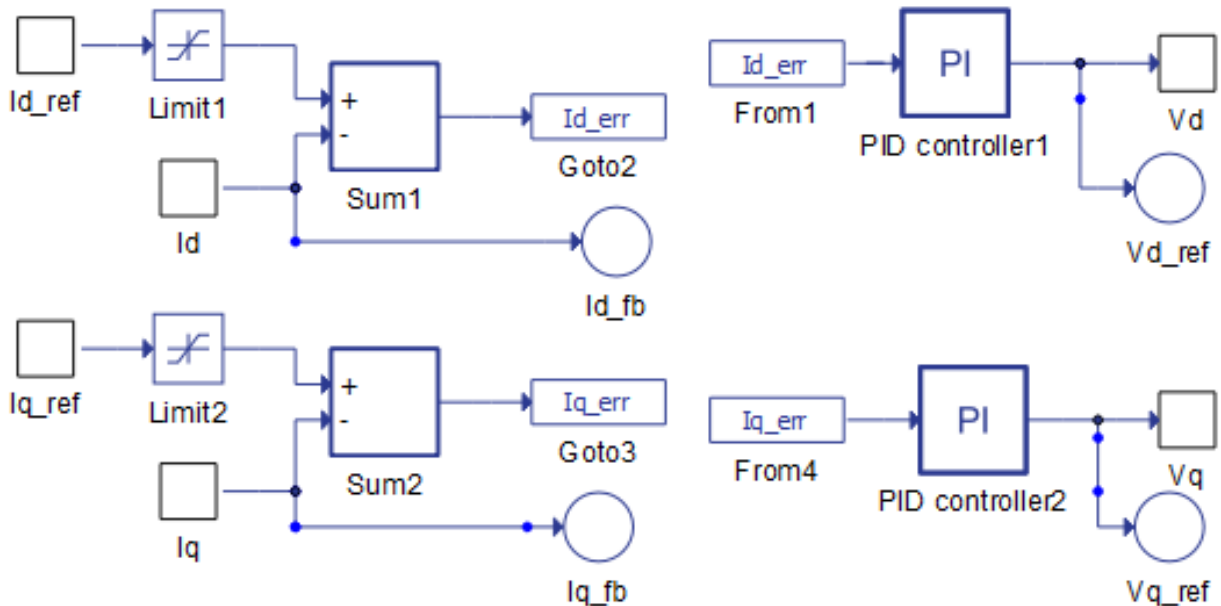 Id_ref
Limit1
+
-
Sum1
Id_err
Goto2
Id
Id_fb
Id_err
From1
PI
PID controller1
Vd
Vd_ref
Iq_ref
Limit2
+
-
Sum2
Iq_err
Goto3
Iq
Iq_fb
Iq_err
From4
PI
PID controller2
Vq
Vq_ref